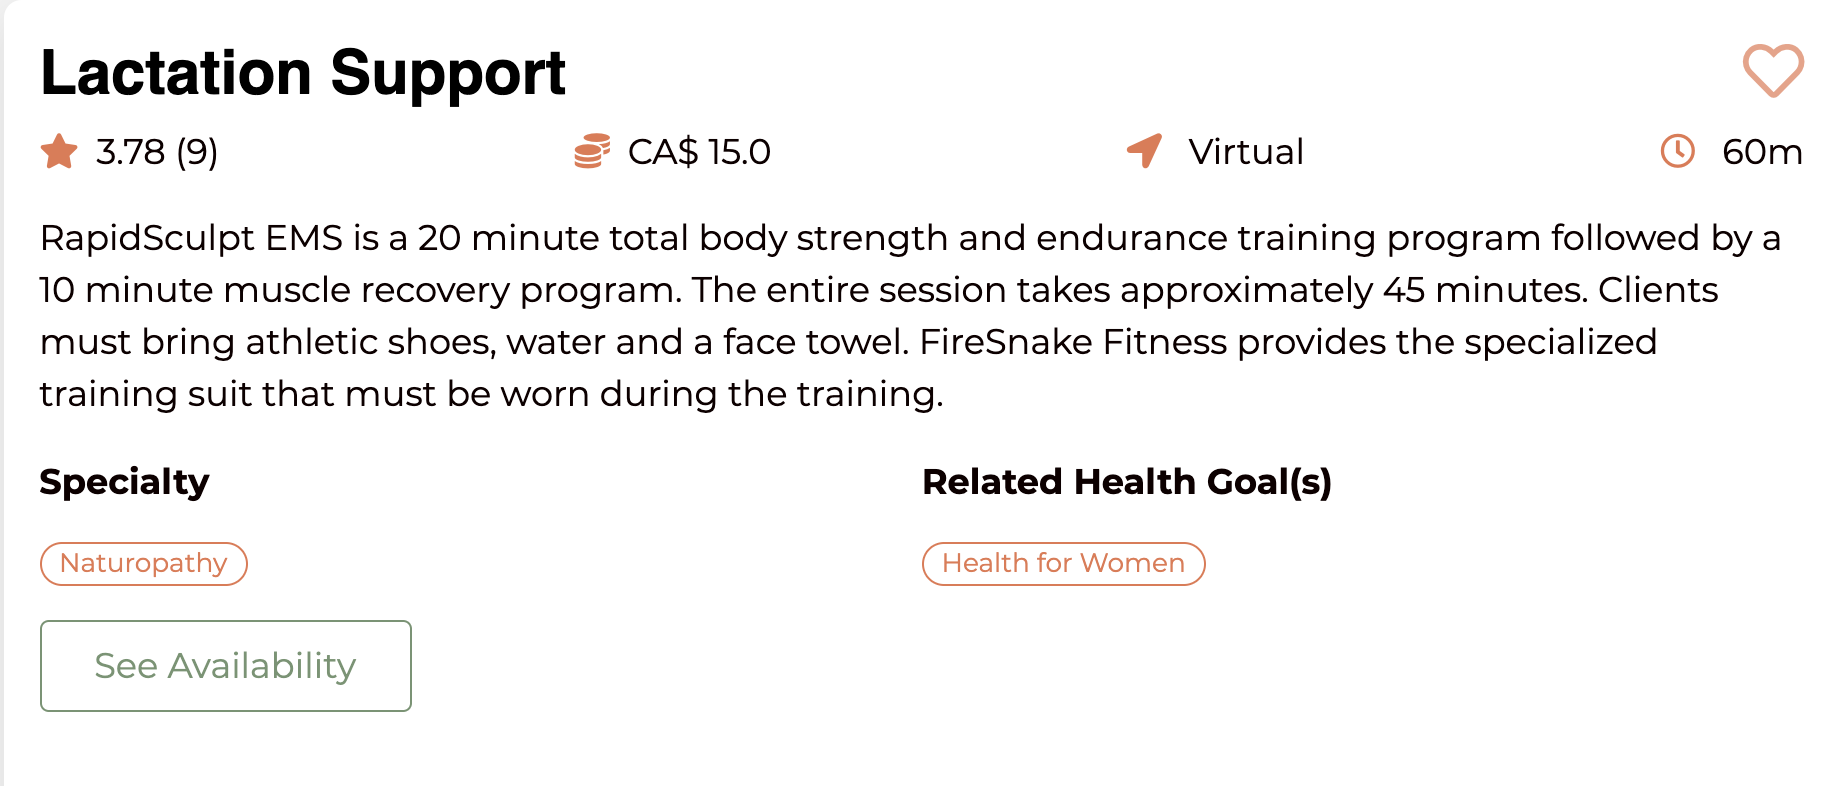 Lactation Support
3.78 (9)
CA$ 15.0
Virtual
60m
RapidSculpt EMS is a 20 minute total body strength and endurance training program followed by a
10 minute muscle recovery program. The entire session takes approximately 45 minutes. Clients
must bring athletic shoes, water and a face towel. FireSnake Fitness provides the specialized
training suit that must be worn during the training.
Specialty
Related Health Goal(s)
Naturopathy
Health for Women
See Availability